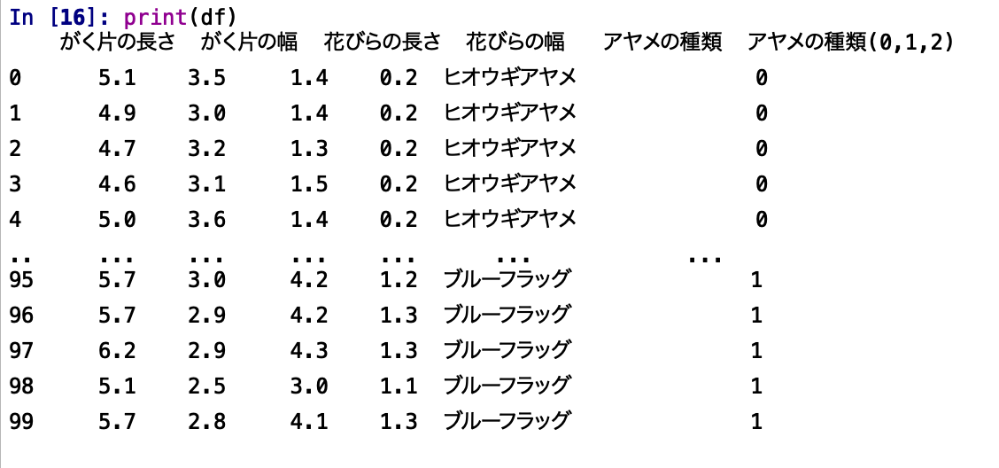 In [16]: print(df)
がく片の長さ がく片の幅 花びらの長さ 花びらの幅 アヤメの種類 アヤメの種類(0,1,2)
0 5.1 3.5 1.4 0.2 ヒオウギアヤメ 0
1 4.9 3.0 1.4 0.2 ヒオウギアヤメ 0
2 4.7 3.2 1.3 0.2 ヒオウギアヤメ 0
3 4.6 3.1 1.5 0.2 ヒオウギアヤメ 0
4 5.0 3.6 1.4 0.2 ヒオウギアヤメ 0
.. ... ... ... ... ... ...
95 5.7 3.0 4.2 1.2 ブルーフラッグ 1
96 5.7 2.9 4.2 1.3 ブルーフラッグ 1
97 6.2 2.9 4.3 1.3 ブルーフラッグ 1
98 5.1 2.5 3.0 1.1 ブルーフラッグ 1
99 5.7 2.8 4.1 1.3 ブルーフラッグ 1